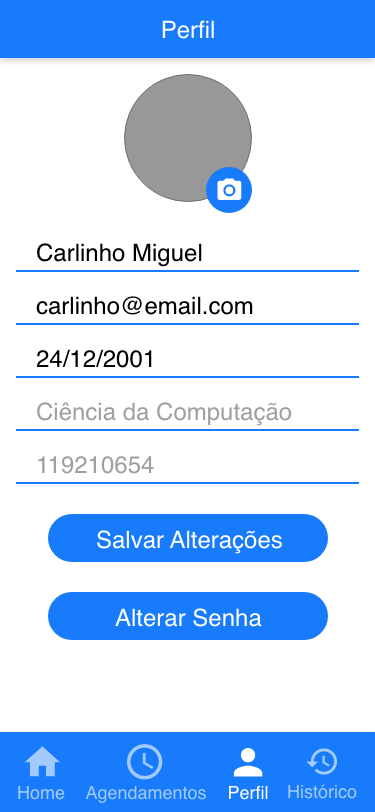 Perfil
Carlinho Miguel
carlinho@email.com
24/12/2001
Ciência da Computação
119210654
Salvar Alterações
Alterar Senha
Home Agendamentos Perfil Histórico